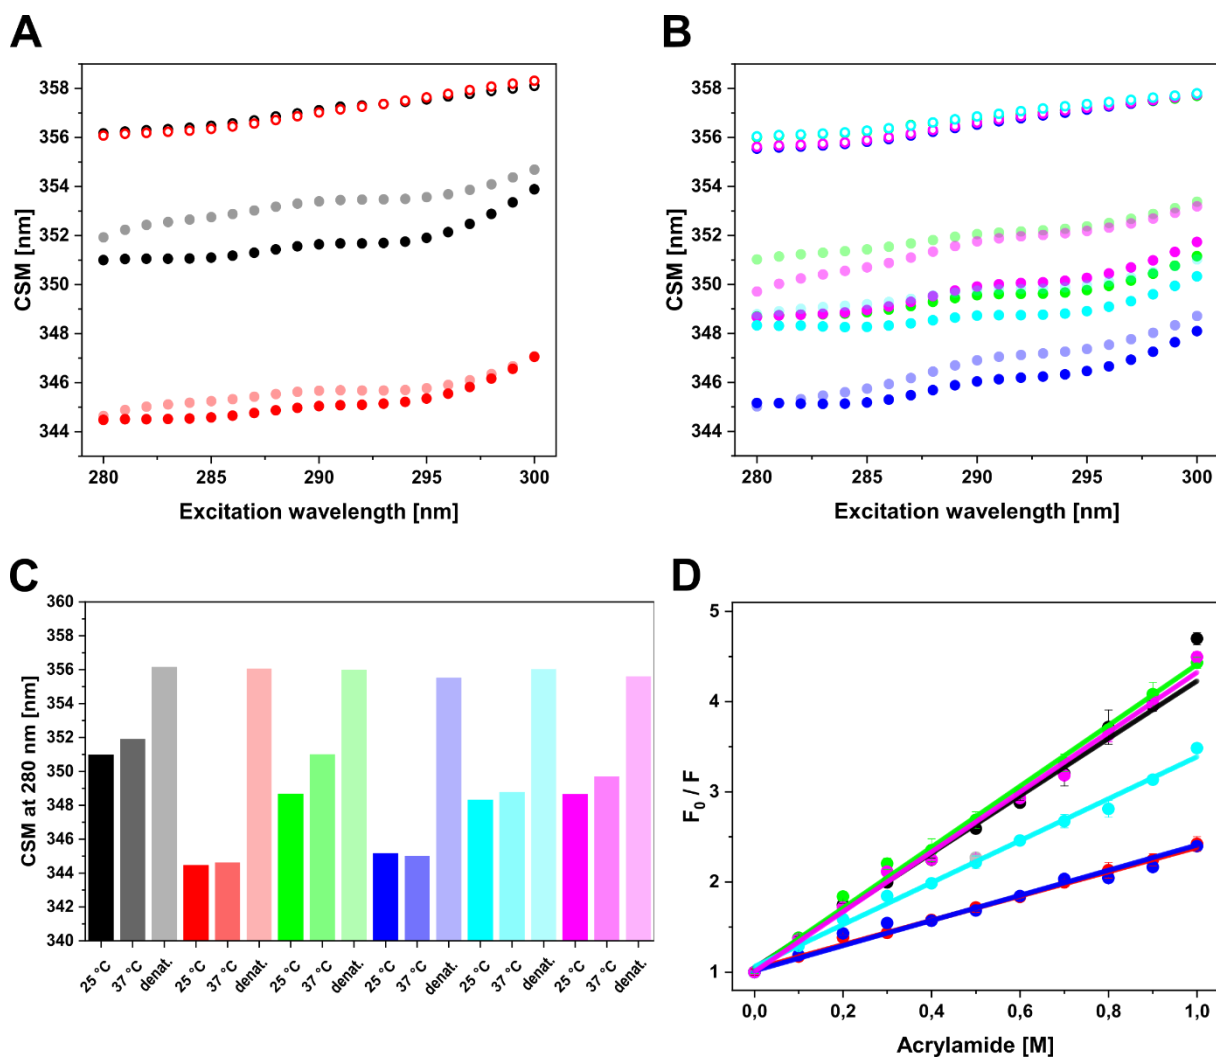 A
CSM [nm]
358
356
354
352
350
348
346
344
280 285 290 295 300
Excitation wavelength [nm]
B
CSM [nm]
358
356
354
352
350
348
346
344
280 285 290 295 300
Excitation wavelength [nm]
C
CSM at 280 nm [nm]
360
358
356
354
352
350
348
346
344
342
340
25 °C 37 °C denat. 25 °C 37 °C denat. 25 °C 37 °C denat. 25 °C 37 °C denat. 25 °C 37 °C denat. 25 °C 37 °C denat.
D
F0 / F
5
4
3
2
1
0,0 0,2 0,4 0,6 0,8 1,0
Acrylamide [M]